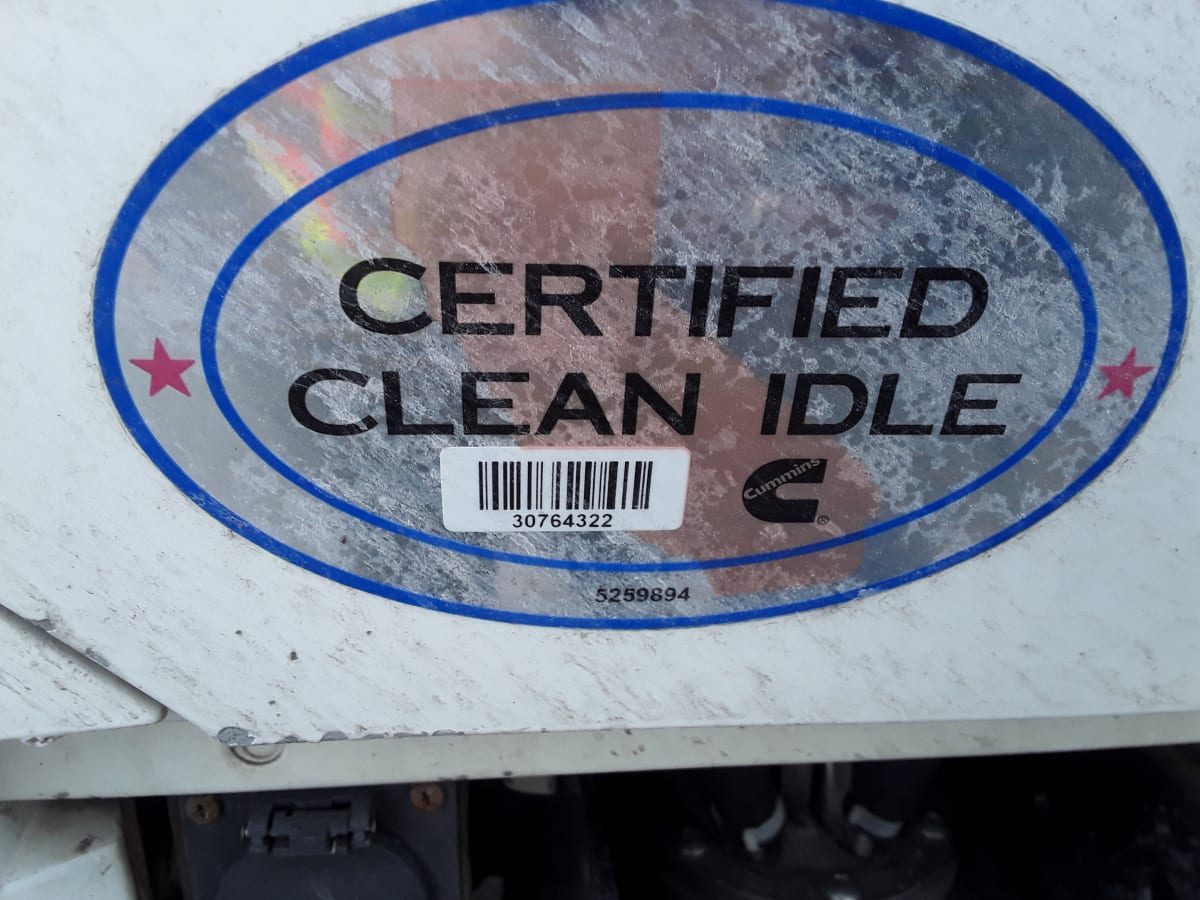 CERTIFIED
CLEAN IDLE
30764322
Cummins
®
5259894